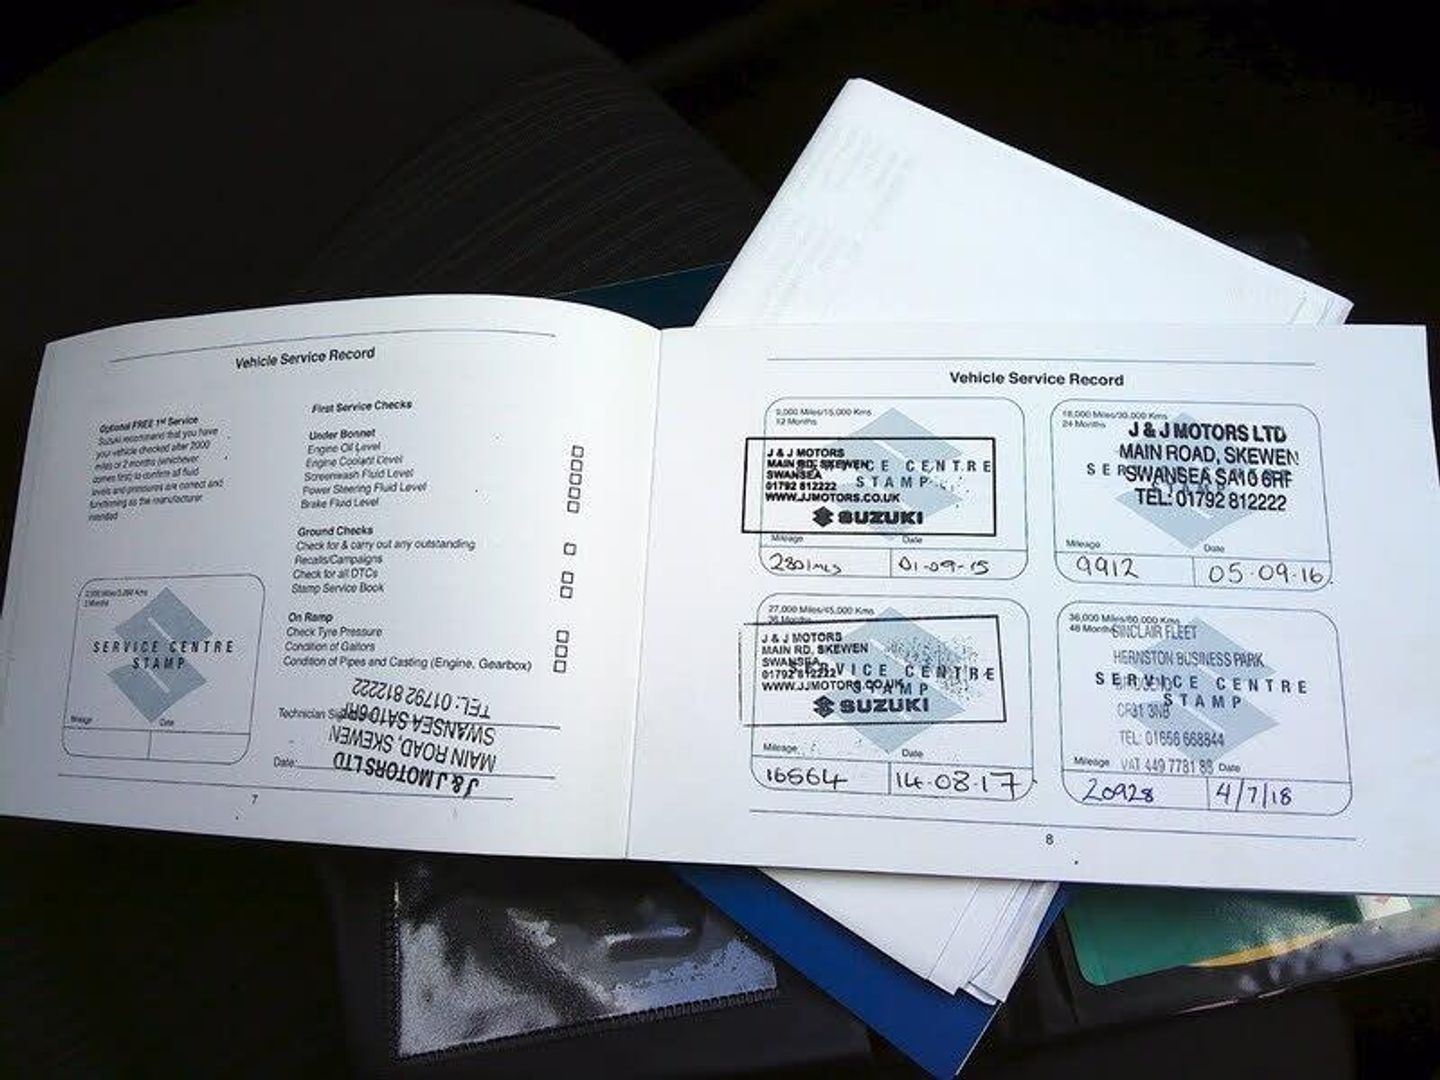 Vehicle Service Record
Optional FREE 1st Service
Suzuki recommend that you have
your vehicle checked after 2000
miles or 2 months (whichever
comes first) to confirm all fluid
levels and pressures are correct and
functioning as the manufacturer
intended
First Service Checks
Under Bonnet
Engine Oil Level
Engine Coolant Level
Screenwash Fluid Level
Power Steering Fluid Level
Brake Fluid Level
Ground Checks
Check for & carry out any outstanding
Recalls/Campaigns
Check for all DTCs
Stamp Service Book
On Ramp
Check Tyre Pressure
Condition of Gaitors
Condition of Pipes and Casting (Engine, Gearbox)
2 Months
SERVICE CENTRE
STAMP
Mileage
Date
Technician
Date:
J & J MOTORS LTD
MAIN ROAD, SKEWEN
SWANSEA SA10 6RF
TEL: 01792 812222
7
Vehicle Service Record
9,000 Miles/15,000 Kms
12 Months
SERVICE CENTRE
STAMP
J & J MOTORS
MAIN RD, SKEWEN
SWANSEA
01792 812222
WWW.JJMOTORS.CO.UK
SUZUKI
Mileage
Date
2801mls
01-09-15
18,000 Miles/30,000 Kms
24 Months
J & J MOTORS LTD
MAIN ROAD, SKEWEN
SWANSEA SA10 6RF
TEL: 01792 812222
Mileage
Date
9912
05-09-16
27,000 Miles/45,000 Kms
36 Months
SERVICE CENTRE
STAMP
J & J MOTORS
MAIN RD, SKEWEN
SWANSEA
01792 812222
WWW.JJMOTORS.CO.UK
SUZUKI
Mileage
Date
16564
14-08-17
36,000 Miles/60,000 Kms
48 Months
SINCLAIR FLEET
HERNSTON BUSINESS PARK
SERVICE CENTRE
STAMP
CF31 3NB
TEL: 01656 668844
VAT 449 7781 88
Mileage
Date
20928
4/7/18
8